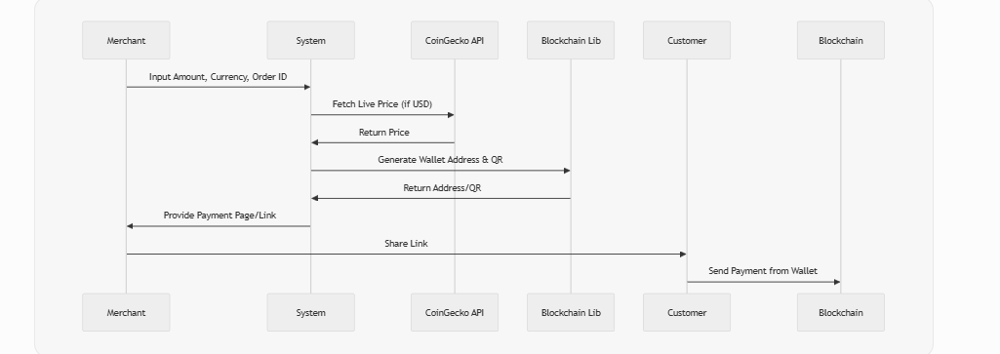 Merchant
System
CoinGecko API
Blockchain Lib
Customer
Blockchain
Input Amount, Currency, Order ID
Fetch Live Price (if USD)
Return Price
Generate Wallet Address & QR
Return Address/QR
Provide Payment Page/Link
Share Link
Send Payment from Wallet
Merchant
System
CoinGecko API
Blockchain Lib
Customer
Blockchain